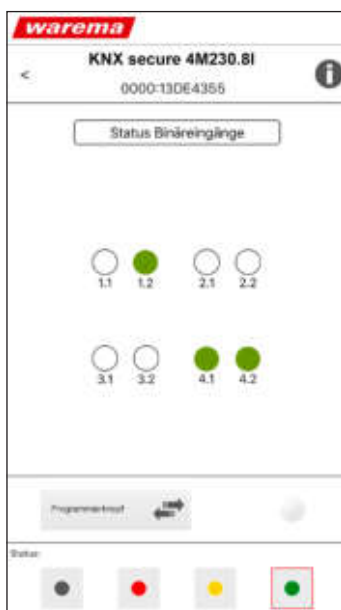 warema
KNX secure 4M230.8I
<
0000:13DE4355
Status Binäreingänge
1.1 1.2 2.1 2.2
3.1 3.2 4.1 4.2
Programmierknopf
Status: